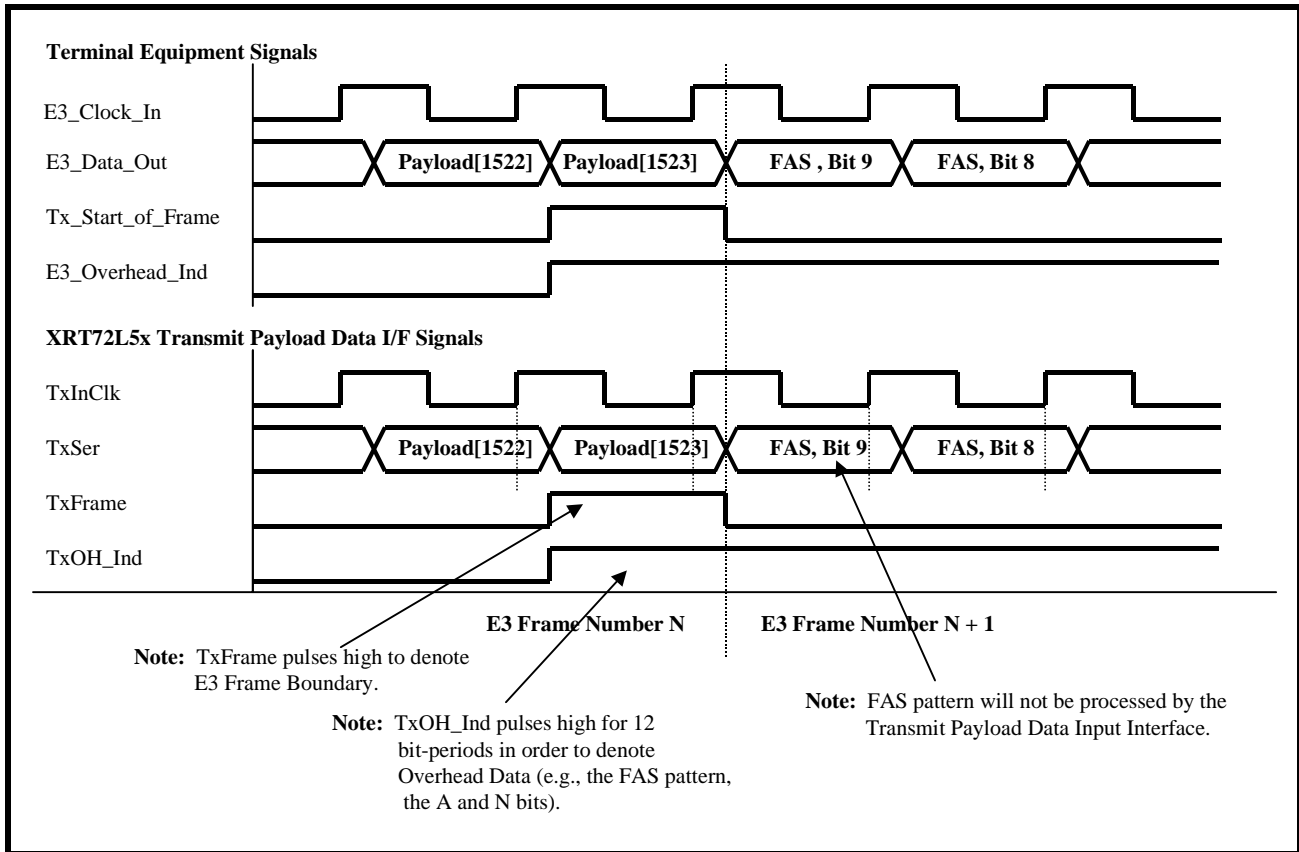 Terminal Equipment Signals
E3_Clock_In
E3_Data_Out
Payload[1522] Payload[1523] FAS , Bit 9 FAS, Bit 8
Tx_Start_of_Frame
E3_Overhead_Ind
XRT72L5x Transmit Payload Data I/F Signals
TxInClk
TxSer
Payload[1522] Payload[1523] FAS, Bit 9 FAS, Bit 8
TxFrame
TxOH_Ind
E3 Frame Number N E3 Frame Number N + 1
Note: TxFrame pulses high to denote
E3 Frame Boundary.
Note: FAS pattern will not be processed by the
Transmit Payload Data Input Interface.
Note: TxOH_Ind pulses high for 12
bit-periods in order to denote
Overhead Data (e.g., the FAS pattern,
the A and N bits).